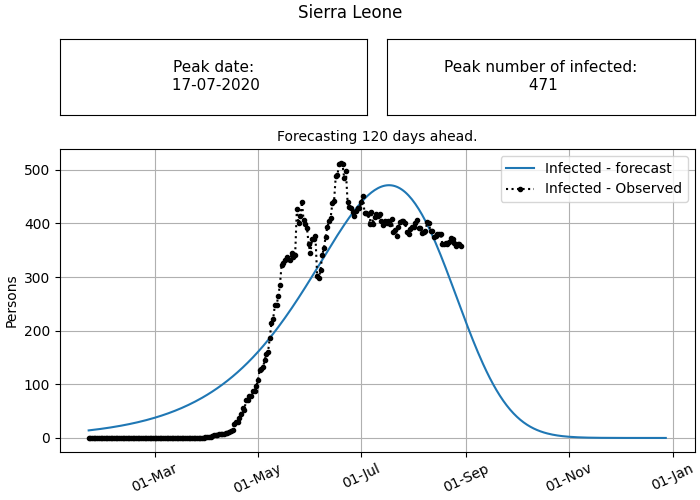 Sierra Leone
Peak date:
17-07-2020
Peak number of infected:
471
Forecasting 120 days ahead.
Infected - forecast
Infected - Observed
Persons
500
400
300
200
100
0
01-Mar
01-May
01-Jul
01-Sep
01-Nov
01-Jan